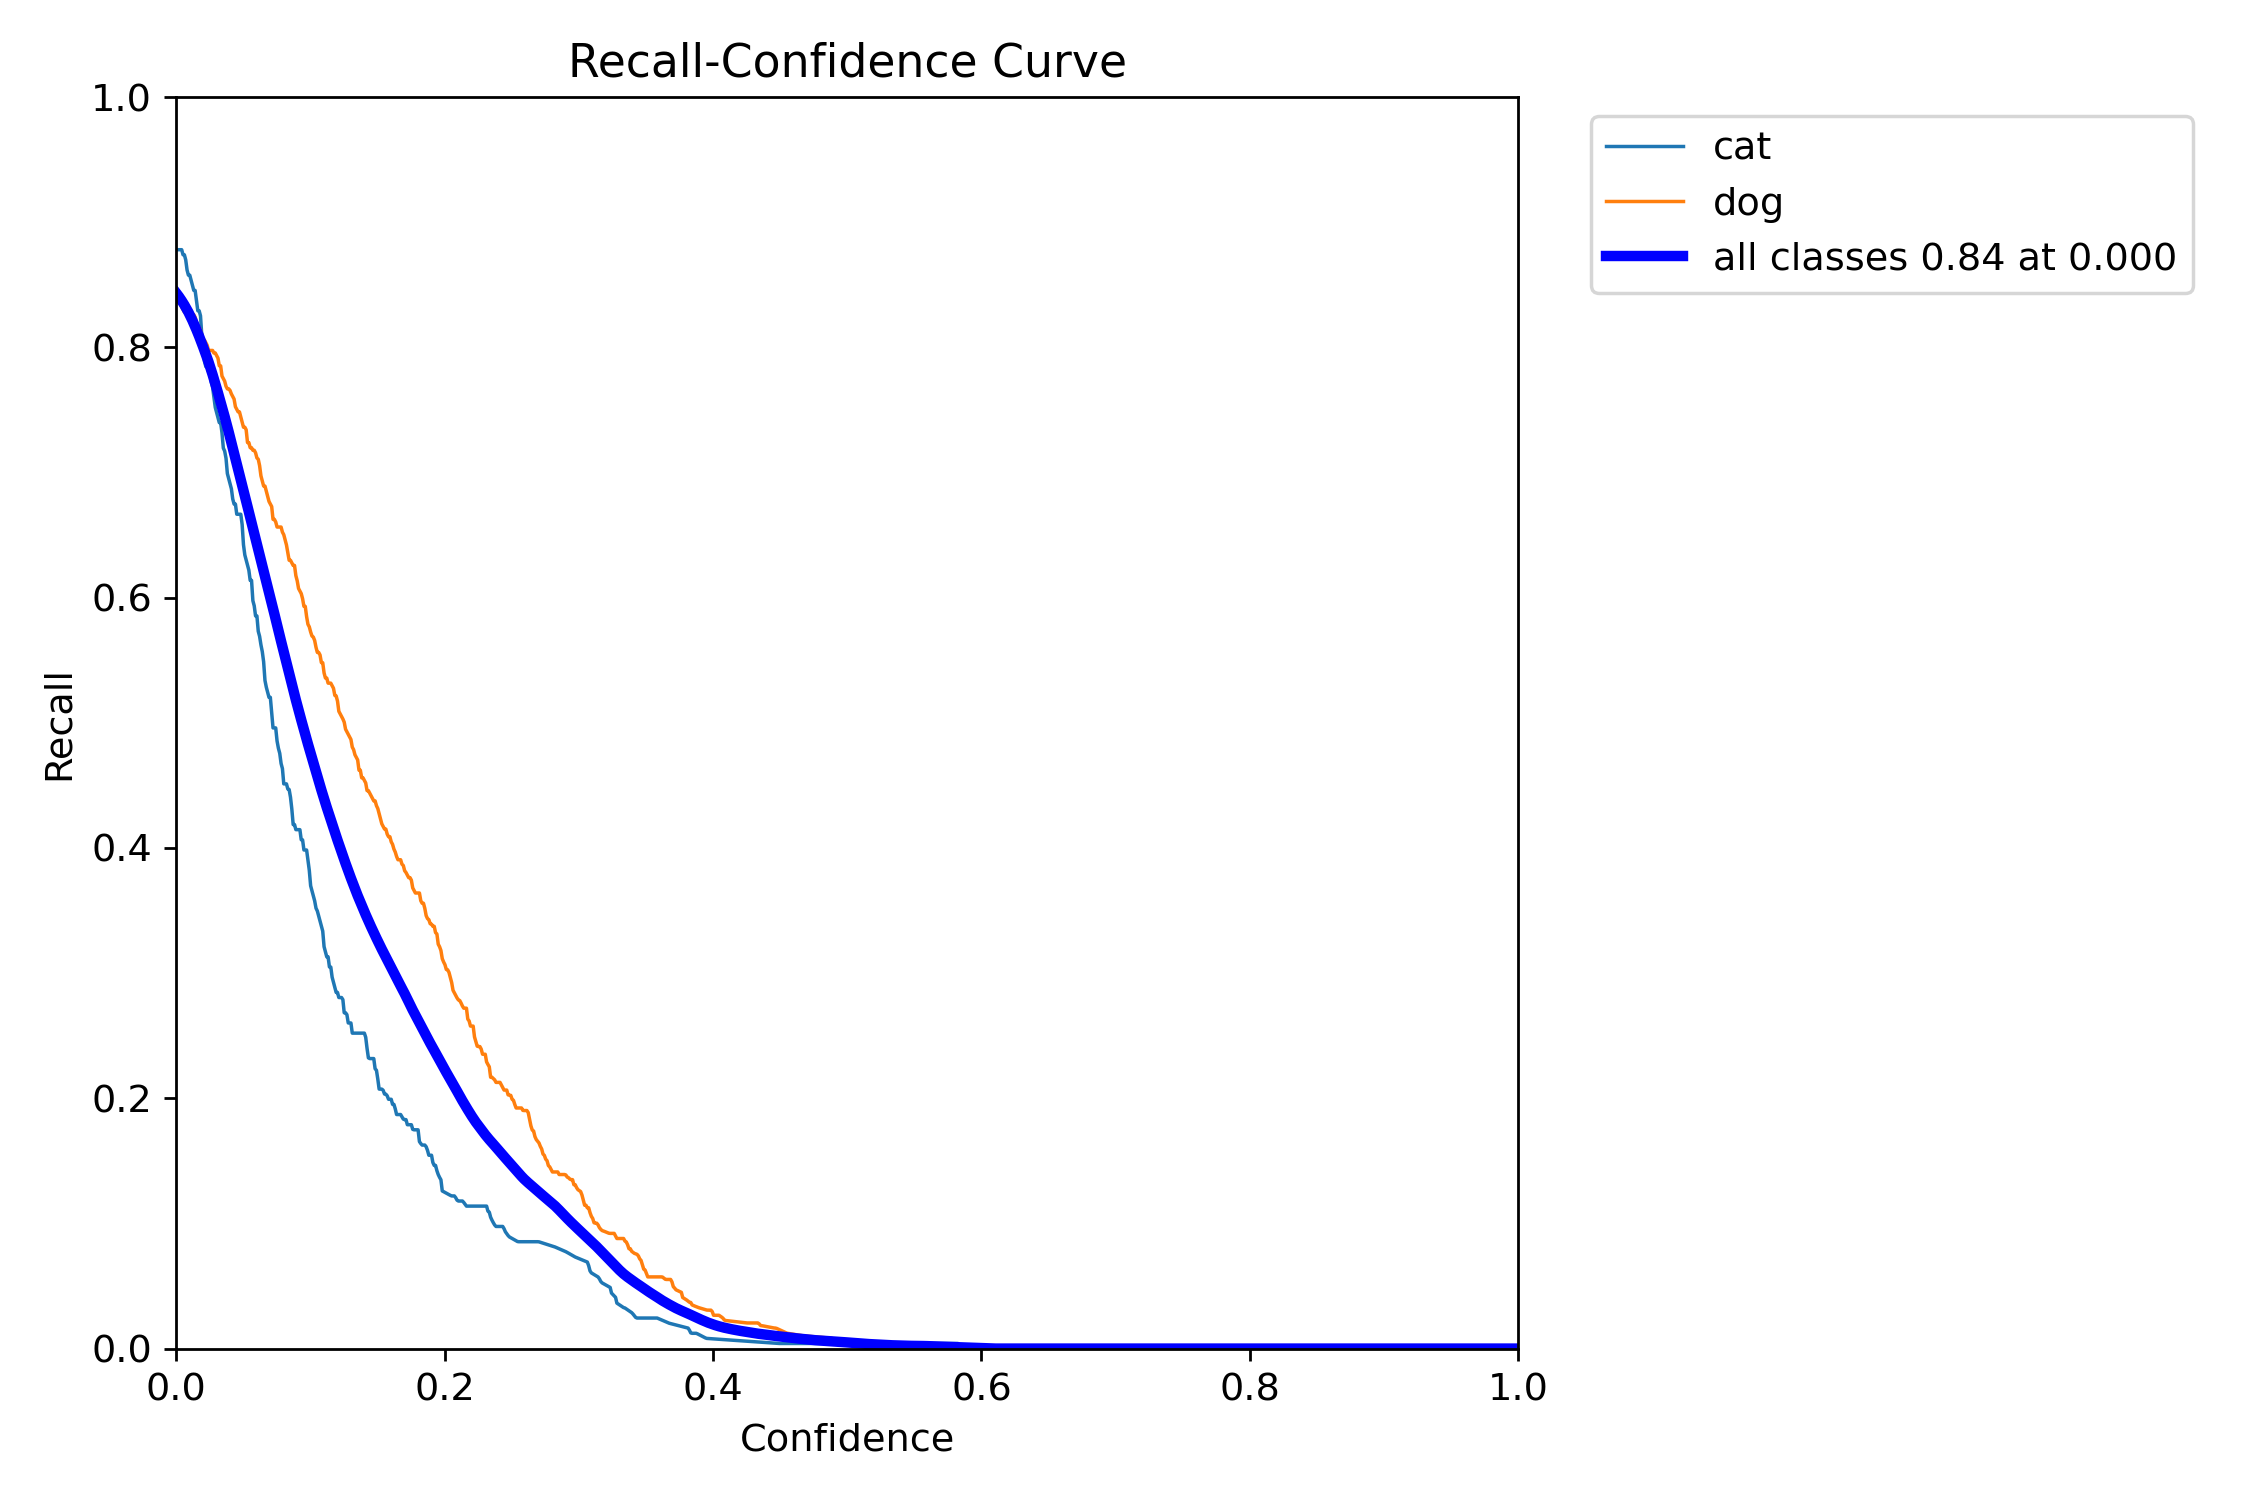 Recall-Confidence Curve
1.0
0.8
0.6
0.4
0.2
0.0
Recall
0.0 0.2 0.4 0.6 0.8 1.0
Confidence
cat
dog
all classes 0.84 at 0.000